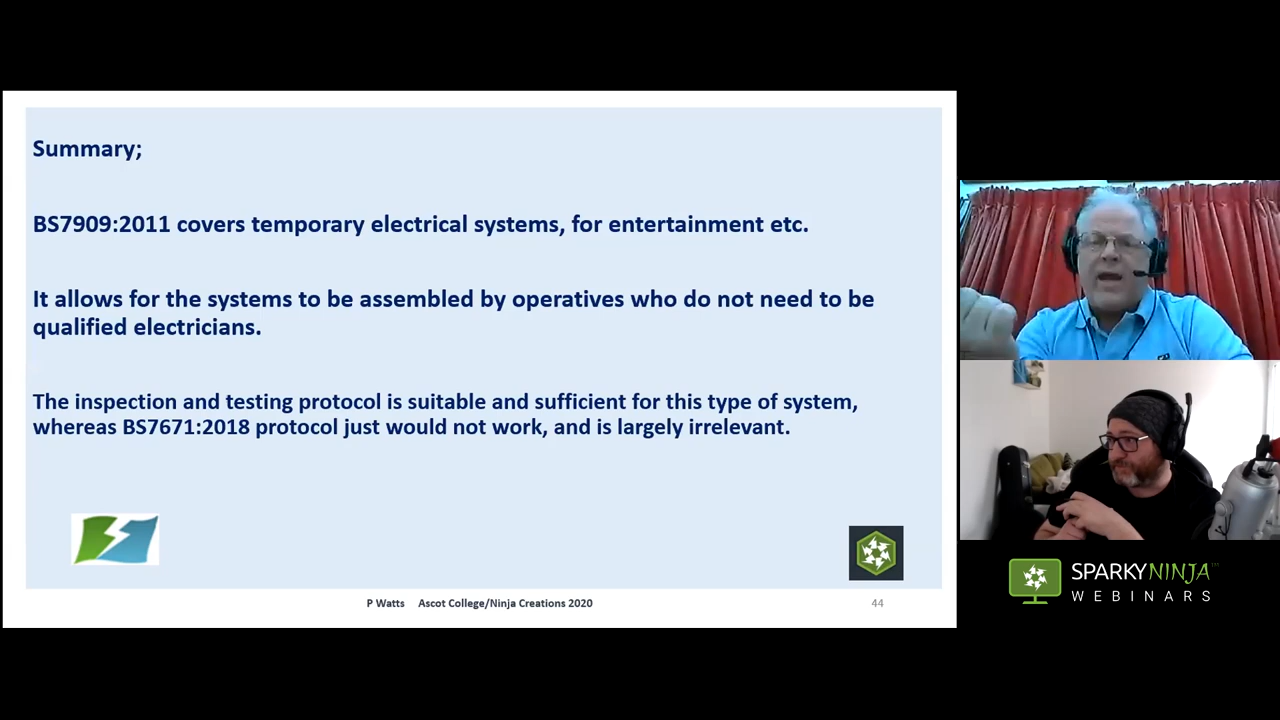 Summary;
BS7909:2011 covers temporary electrical systems, for entertainment etc.
It allows for the systems to be assembled by operatives who do not need to be
qualified electricians.
The inspection and testing protocol is suitable and sufficient for this type of system,
whereas BS7671:2018 protocol just would not work, and is largely irrelevant.
P Watts Ascot College/Ninja Creations 2020
44
SPARKYNINJA™
WEBINARS